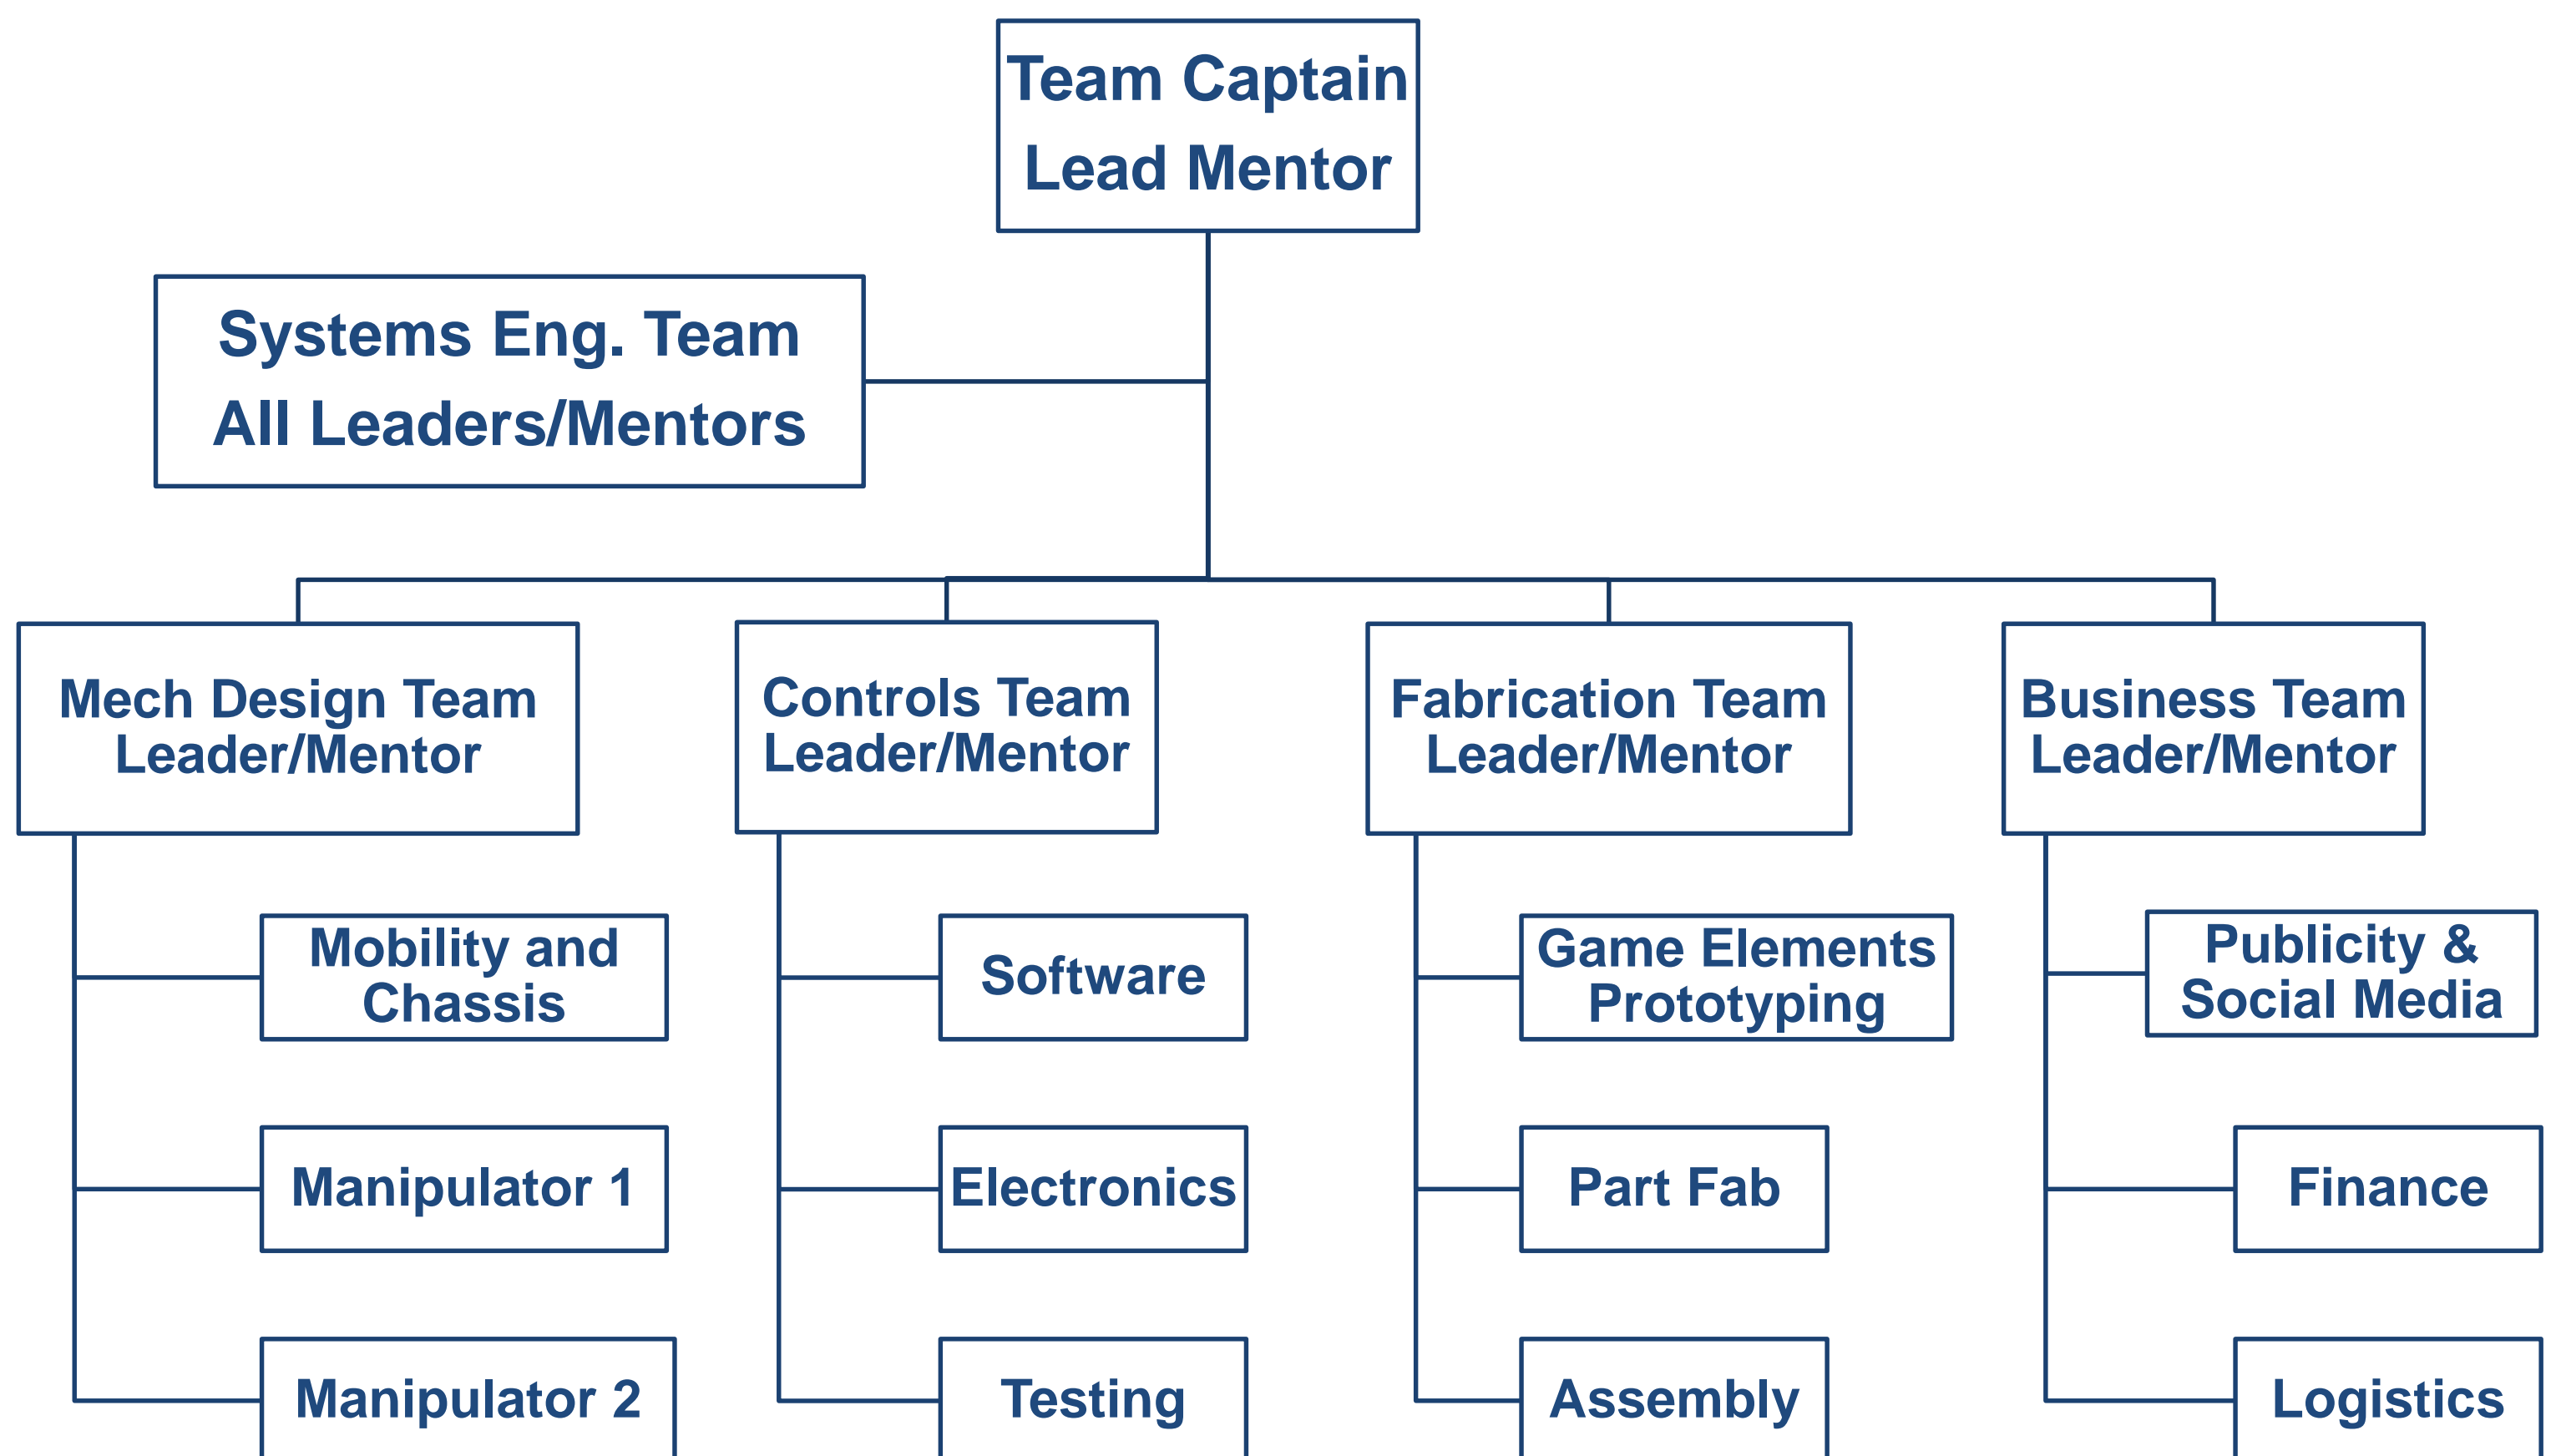 Team Captain
Lead Mentor
Systems Eng. Team
All Leaders/Mentors
Mech Design Team
Leader/Mentor
Controls Team
Leader/Mentor
Fabrication Team
Leader/Mentor
Business Team
Leader/Mentor
Mobility and
Chassis
Software
Game Elements
Prototyping
Publicity &
Social Media
Manipulator 1
Electronics
Part Fab
Finance
Manipulator 2
Testing
Assembly
Logistics